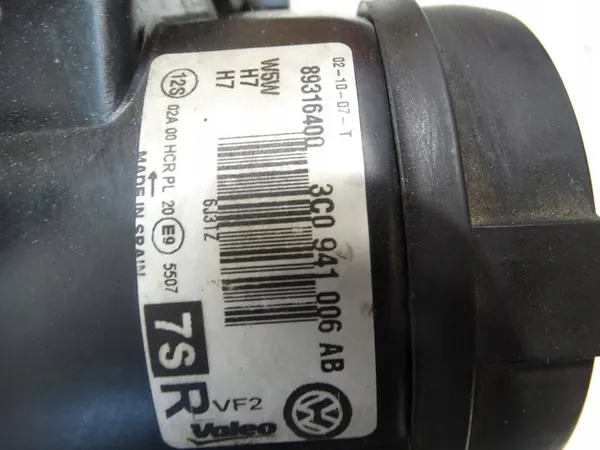 02-10-07-T
89316400 3C0 941 006 AB
W5W
H7
H7
6J31Z
12S 02A 00 HCR PL 20 E9 5507
MADE IN SPAIN
7S R
VF2
Valeo